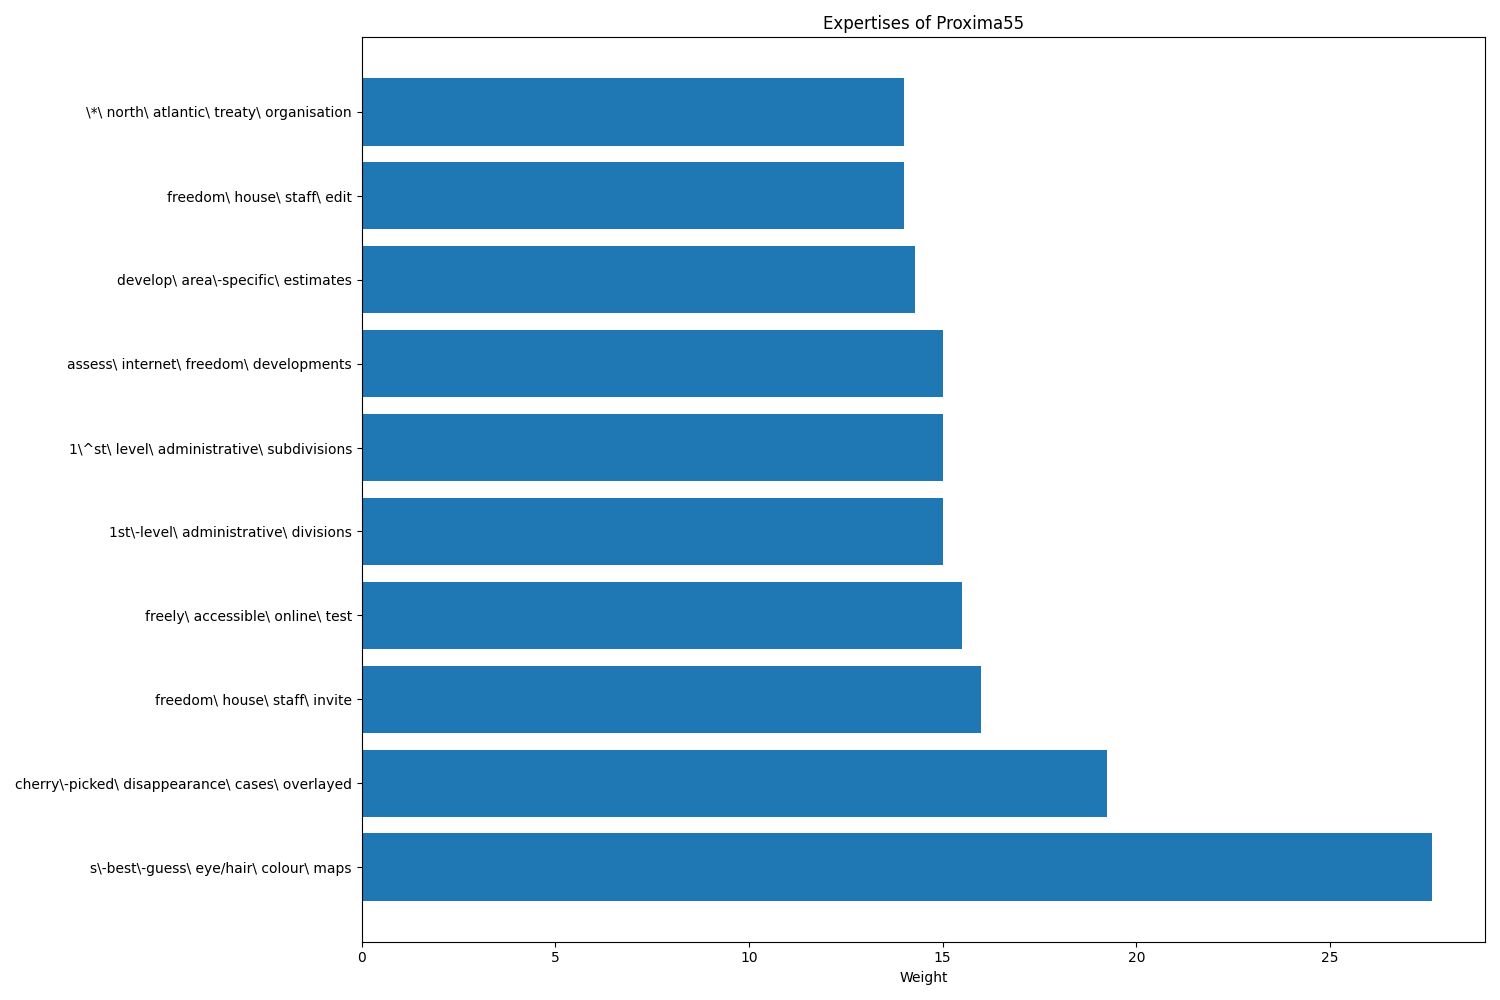 Expertises of Proxima55
\*\ north\ atlantic\ treaty\ organisation
freedom\ house\ staff\ edit
develop\ area\-specific\ estimates
assess\ internet\ freedom\ developments
1\^st\ level\ administrative\ subdivisions
1st\-level\ administrative\ divisions
freely\ accessible\ online\ test
freedom\ house\ staff\ invite
cherry\-picked\ disappearance\ cases\ overlayed
s\-best\-guess\ eye/hair\ colour\ maps
0 5 10 15 20 25
Weight